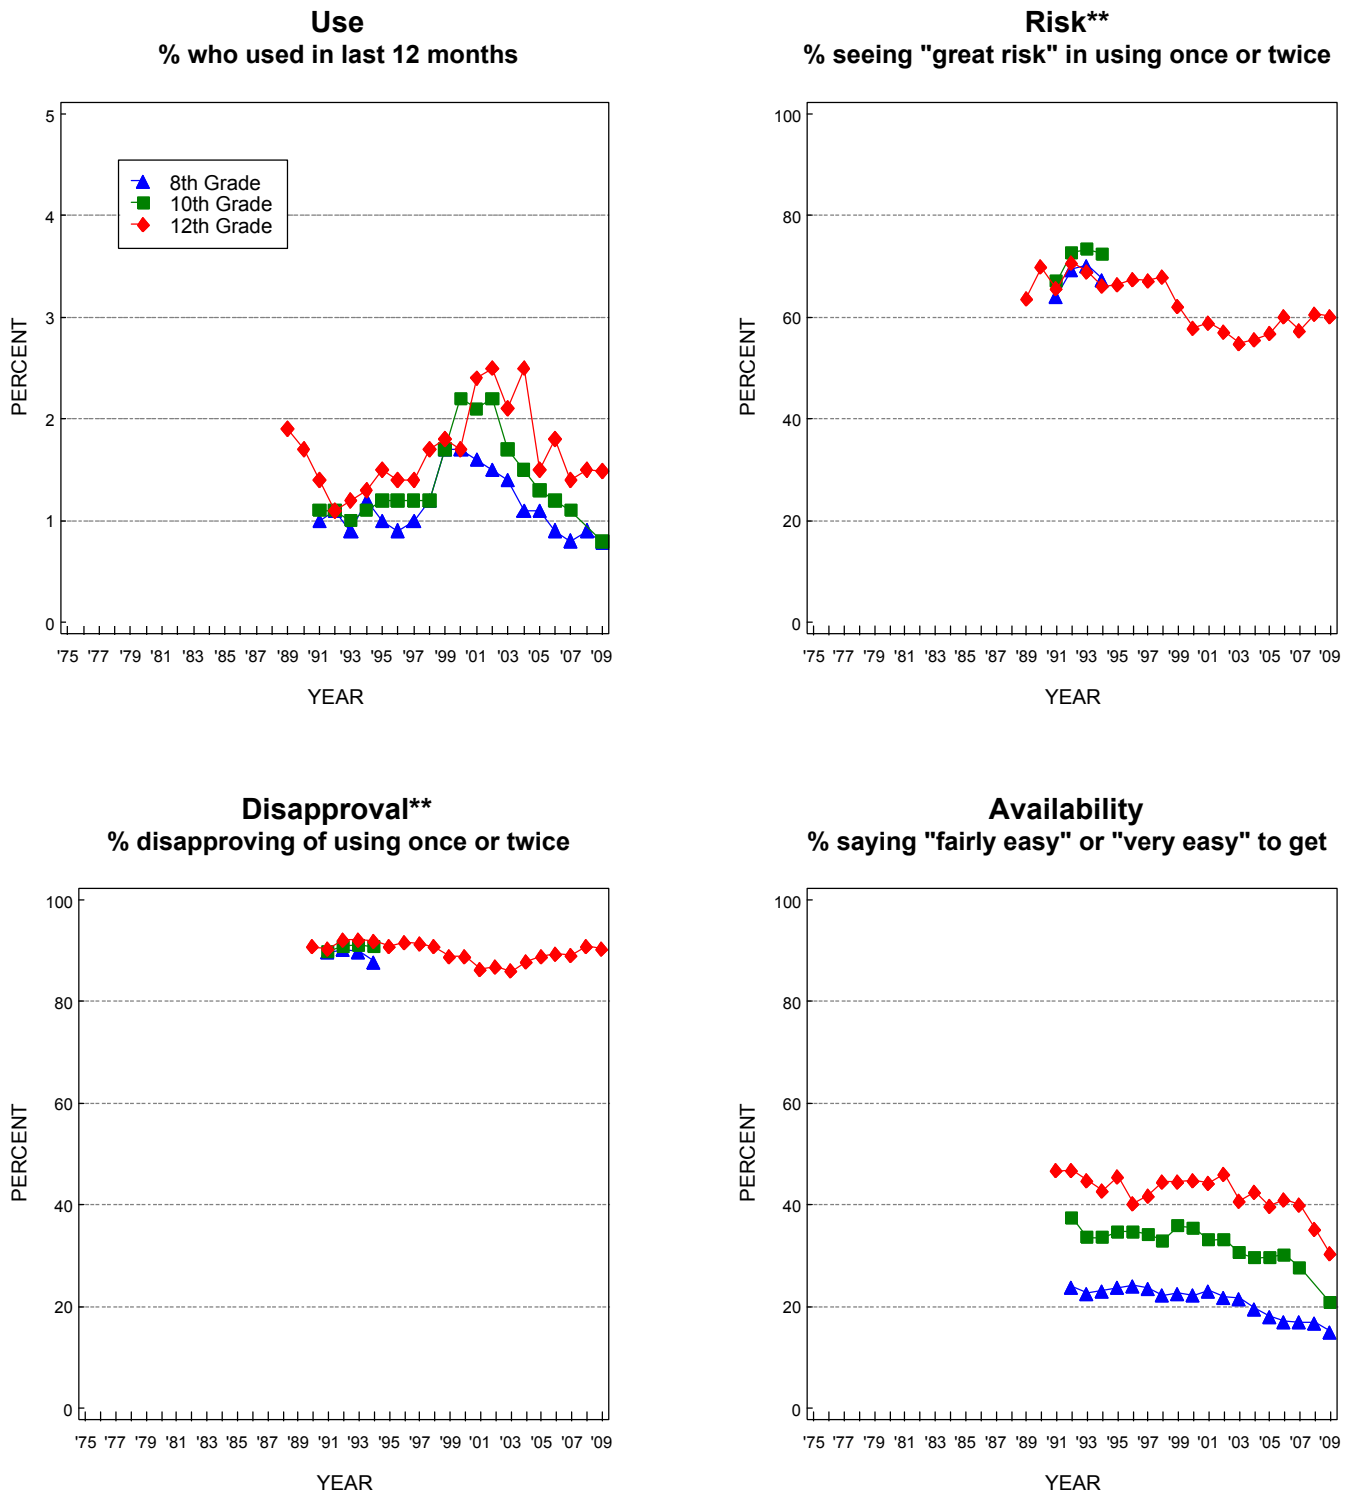 Use
% who used in last 12 months
5
4
3
2
1
0
PERCENT
8th Grade
10th Grade
12th Grade
'75 '77 '79 '81 '83 '85 '87 '89 '91 '93 '95 '97 '99 '01 '03 '05 '07 '09
YEAR
Risk**
% seeing "great risk" in using once or twice
100
80
60
40
20
0
PERCENT
'75 '77 '79 '81 '83 '85 '87 '89 '91 '93 '95 '97 '99 '01 '03 '05 '07 '09
YEAR
Disapproval**
% disapproving of using once or twice
100
80
60
40
20
0
PERCENT
'75 '77 '79 '81 '83 '85 '87 '89 '91 '93 '95 '97 '99 '01 '03 '05 '07 '09
YEAR
Availability
% saying "fairly easy" or "very easy" to get
100
80
60
40
20
0
PERCENT
'75 '77 '79 '81 '83 '85 '87 '89 '91 '93 '95 '97 '99 '01 '03 '05 '07 '09
YEAR